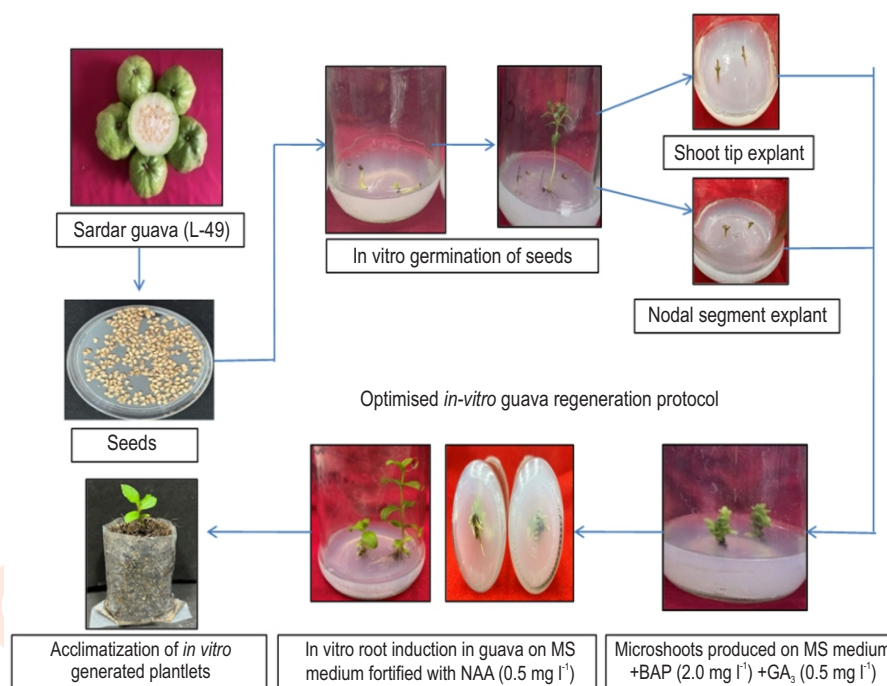 Sardar guava (L-49)
In vitro germination of seeds
Shoot tip explant
Nodal segment explant
Seeds
Optimised in-vitro guava regeneration protocol
Acclimatization of in vitro
generated plantlets
In vitro root induction in guava on MS
medium fortified with NAA (0.5 mg l⁻¹)
Microshoots produced on MS medium
+BAP (2.0 mg l⁻¹) +GA₃ (0.5 mg l⁻¹)